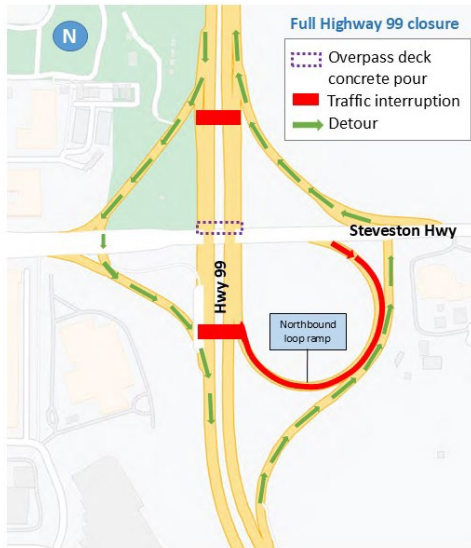 Full Highway 99 closure
N
Overpass deck
concrete pour
Traffic interruption
Detour
Steveston Hwy
Hwy 99
Northbound
loop ramp